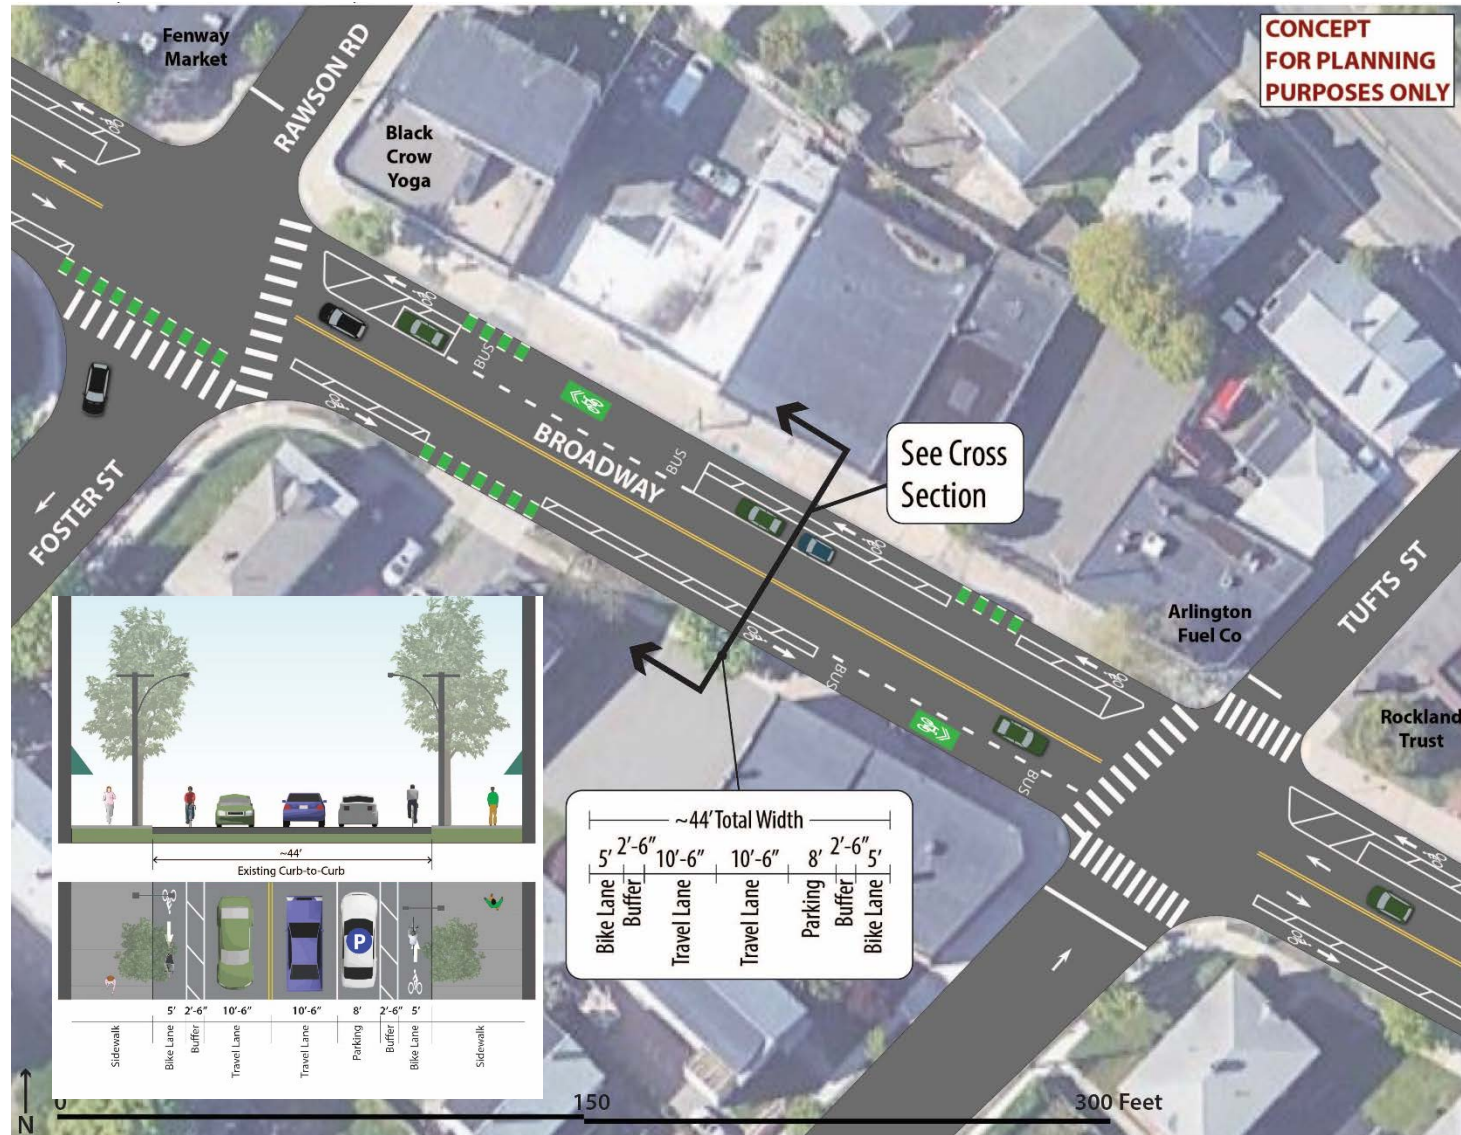 CONCEPT
FOR PLANNING
PURPOSES ONLY
Fenway
Market
RAWSON RD
Black
Crow
Yoga
BUS
BROADWAY
BUS
See Cross
Section
FOSTER ST
TUFTS ST
Arlington
Fuel Co
BUS
BUS
Rockland
Trust
~44' Total Width
5' 2'-6" 10'-6" 10'-6" 8' 2'-6" 5'
Bike Lane Buffer Travel Lane Travel Lane Parking Buffer Bike Lane
~44'
Existing Curb-to-Curb
P
5' 2'-6" 10'-6" 10'-6" 8' 2'-6" 5'
Sidewalk Bike Lane Buffer Travel Lane Travel Lane Parking Buffer Bike Lane Sidewalk
N
0 150 300 Feet